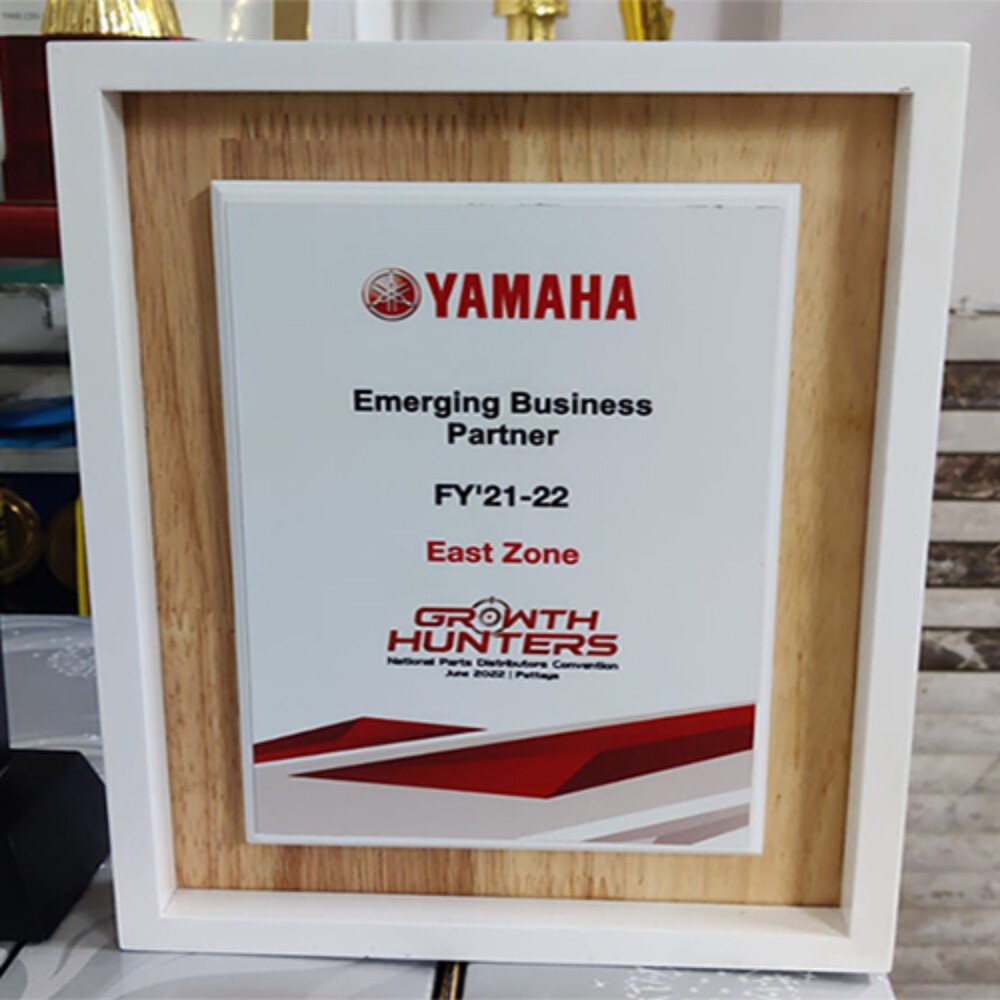 YAMAHA
Emerging Business
Partner
FY'21-22
East Zone
GROWTH
HUNTERS
National Parts Distributors Convention
June 2022 | Pattaya